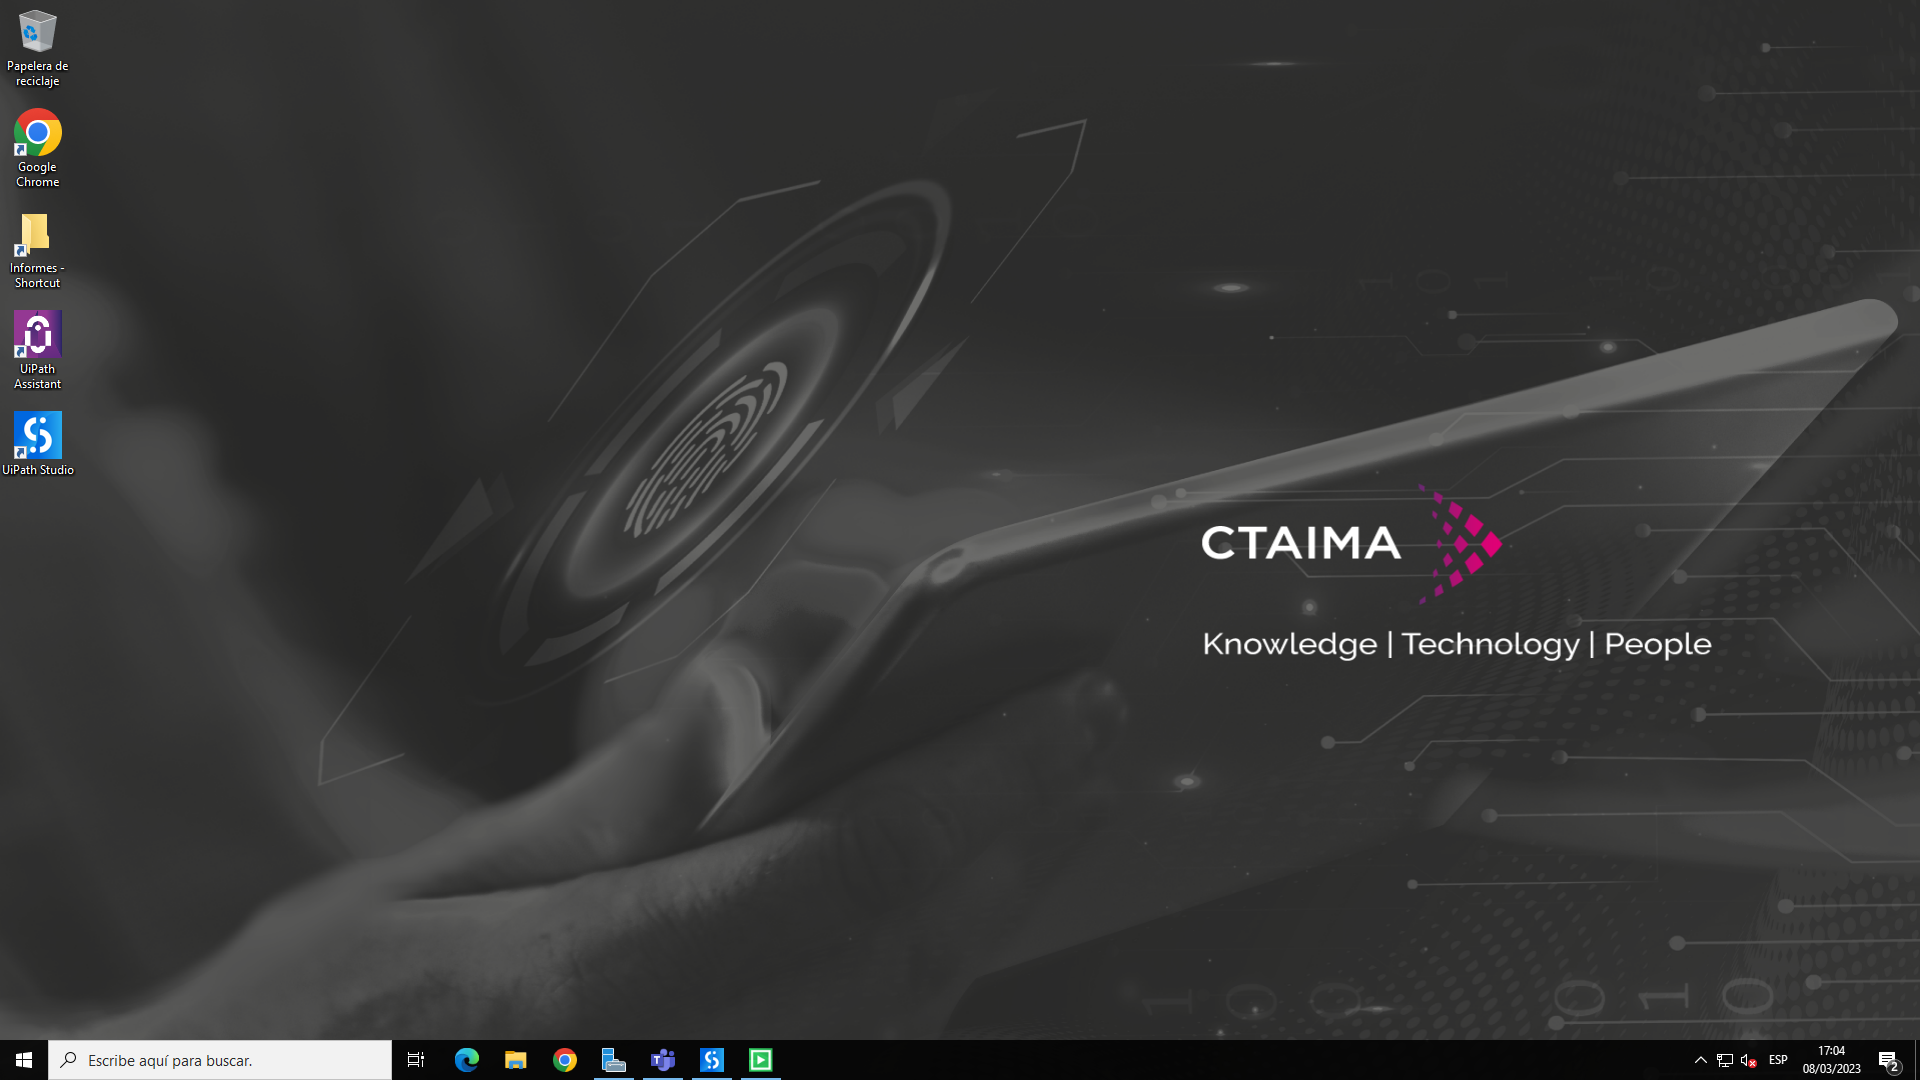 Papelera de
reciclaje
Google
Chrome
Informes -
Shortcut
UiPath
Assistant
UiPath Studio
CTAIMA
Knowledge | Technology | People
Escribe aquí para buscar.
ESP
17:04
08/03/2023
2